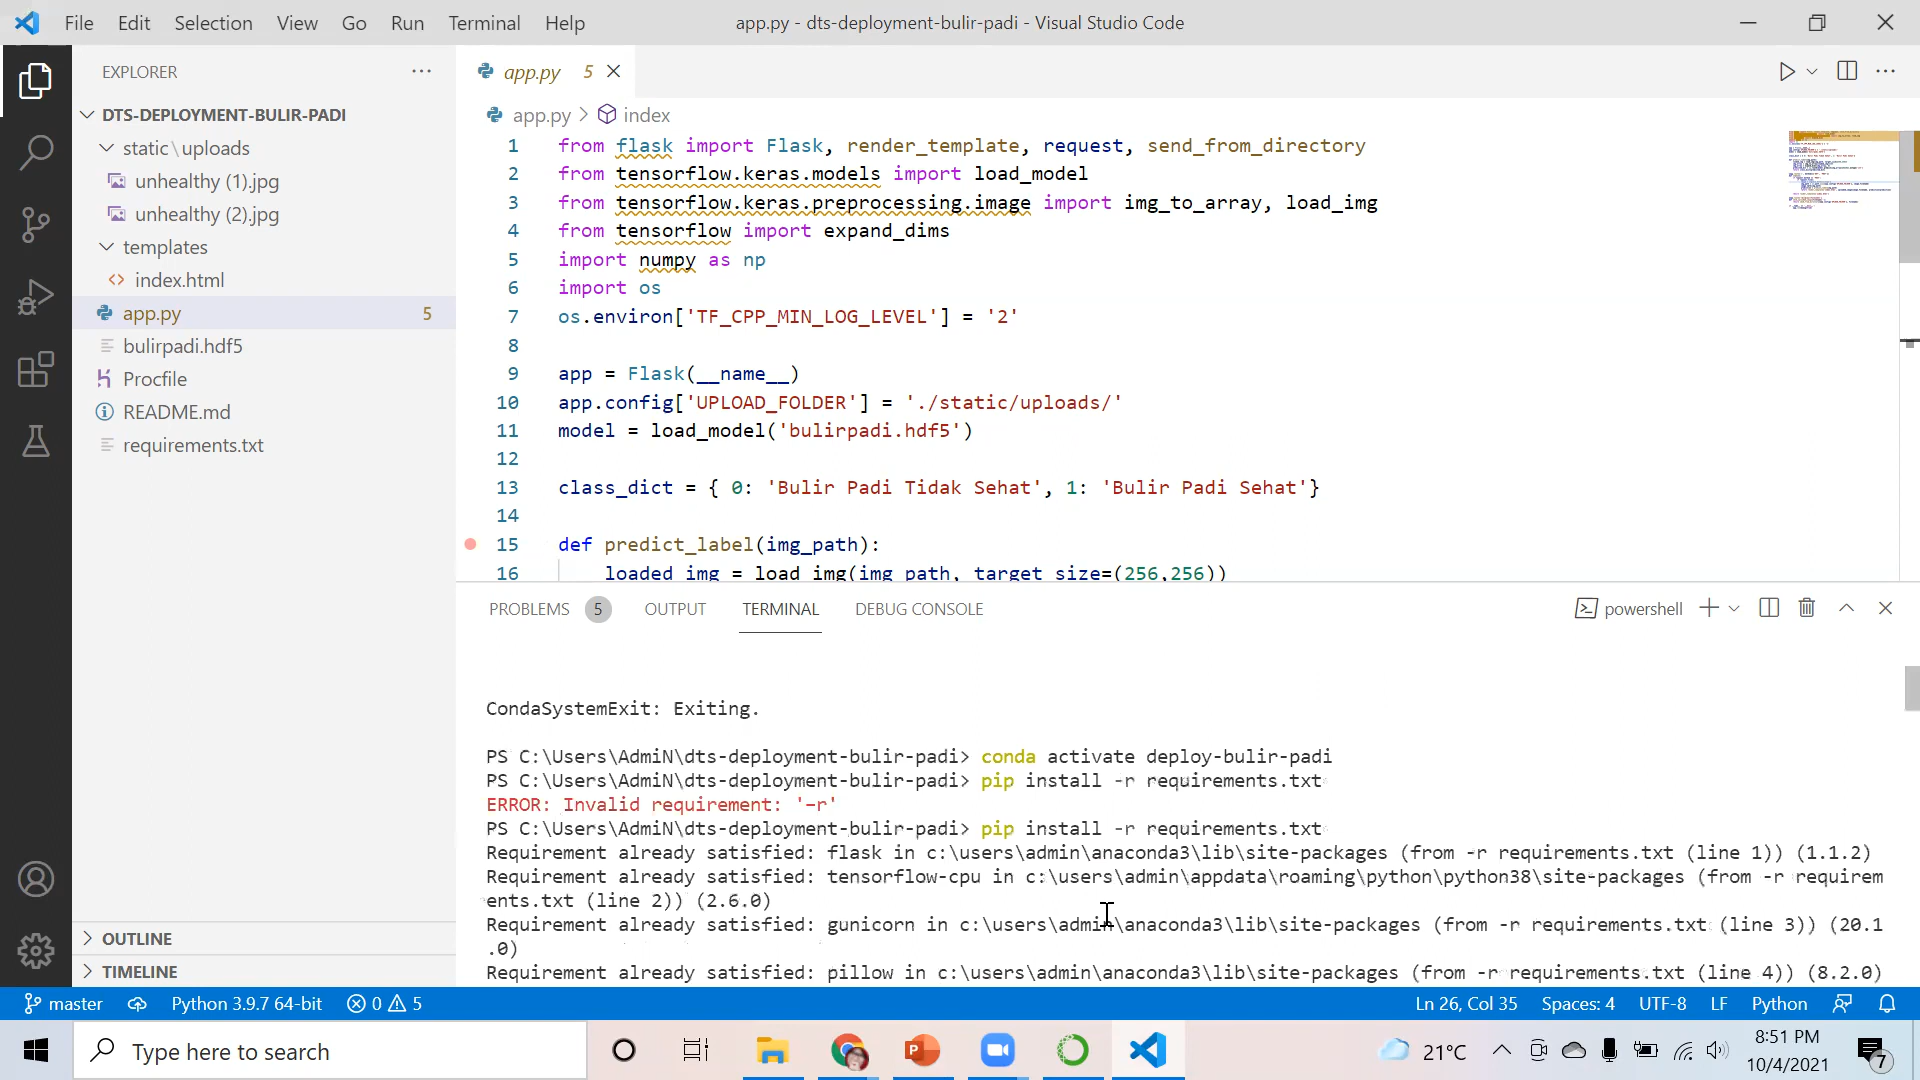 File Edit Selection View Go Run Terminal Help app.py - dts-deployment-bulir-padi - Visual Studio Code
EXPLORER
DTS-DEPLOYMENT-BULIR-PADI
static\uploads
unhealthy (1).jpg
unhealthy (2).jpg
templates
index.html
app.py 5
bulirpadi.hdf5
Procfile
README.md
requirements.txt
OUTLINE
TIMELINE
app.py 5
app.py > index
1 from flask import Flask, render_template, request, send_from_directory
2 from tensorflow.keras.models import load_model
3 from tensorflow.keras.preprocessing.image import img_to_array, load_img
4 from tensorflow import expand_dims
5 import numpy as np
6 import os
7 os.environ['TF_CPP_MIN_LOG_LEVEL'] = '2'
8
9 app = Flask(__name__)
10 app.config['UPLOAD_FOLDER'] = './static/uploads/'
11 model = load_model('bulirpadi.hdf5')
12
13 class_dict = { 0: 'Bulir Padi Tidak Sehat', 1: 'Bulir Padi Sehat'}
14
15 def predict_label(img_path):
16 loaded_img = load_img(img_path, target_size=(256,256))
PROBLEMS 5 OUTPUT TERMINAL DEBUG CONSOLE powershell
CondaSystemExit: Exiting.
PS C:\Users\AdmiN\dts-deployment-bulir-padi> conda activate deploy-bulir-padi
PS C:\Users\AdmiN\dts-deployment-bulir-padi> pip install -r requirements.txt
ERROR: Invalid requirement: '–r'
PS C:\Users\AdmiN\dts-deployment-bulir-padi> pip install -r requirements.txt
Requirement already satisfied: flask in c:\users\admin\anaconda3\lib\site-packages (from -r requirements.txt (line 1)) (1.1.2)
Requirement already satisfied: tensorflow-cpu in c:\users\admin\appdata\roaming\python\python38\site-packages (from -r requirem
ents.txt (line 2)) (2.6.0)
Requirement already satisfied: gunicorn in c:\users\admin\anaconda3\lib\site-packages (from -r requirements.txt (line 3)) (20.1
.0)
Requirement already satisfied: pillow in c:\users\admin\anaconda3\lib\site-packages (from -r requirements.txt (line 4)) (8.2.0)
master Python 3.9.7 64-bit 0 5 Ln 26, Col 35 Spaces: 4 UTF-8 LF Python
Type here to search
21°C
8:51 PM
10/4/2021
7